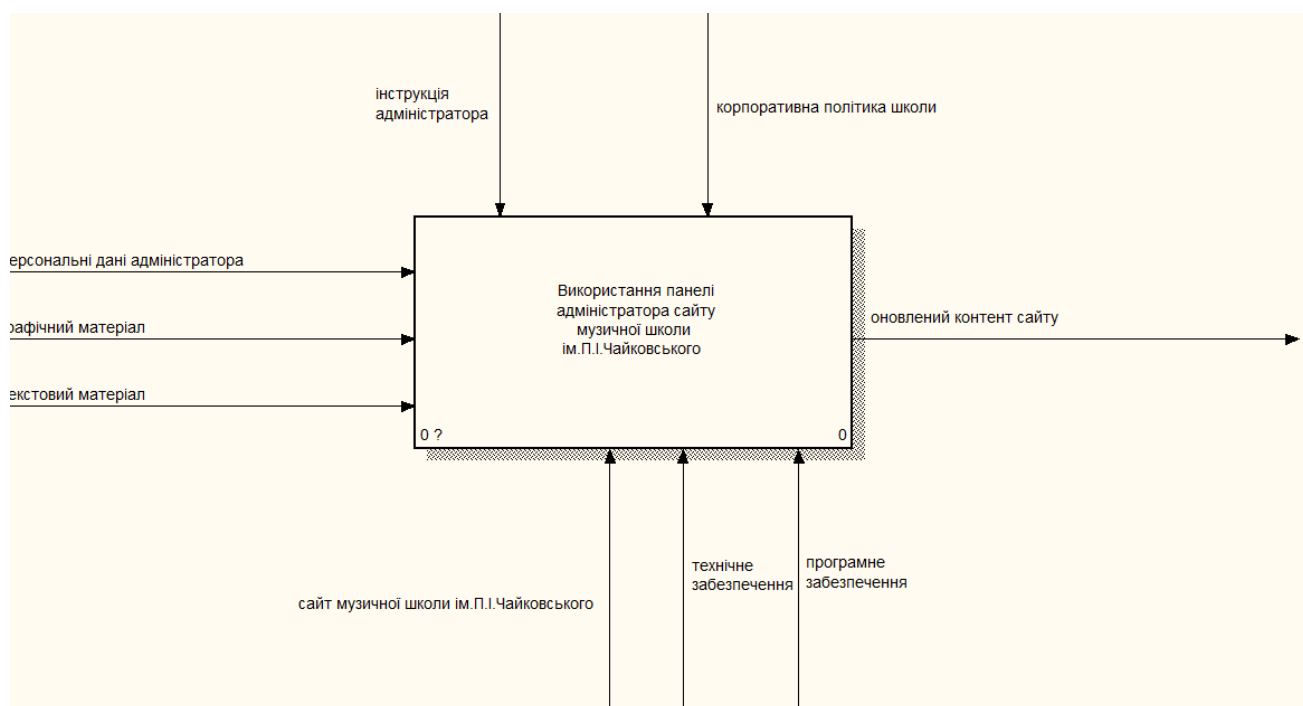 інструкція
адміністратора
корпоративна політика школи
ерсональні дані адміністратора
рафічний матеріал
екстовий матеріал
Використання панелі
адміністратора сайту
музичної школи
ім.П.І.Чайковського
0 ?
0
оновлений контент сайту
сайт музичної школи ім.П.І.Чайковського
технічне
забезпечення
програмне
забезпечення